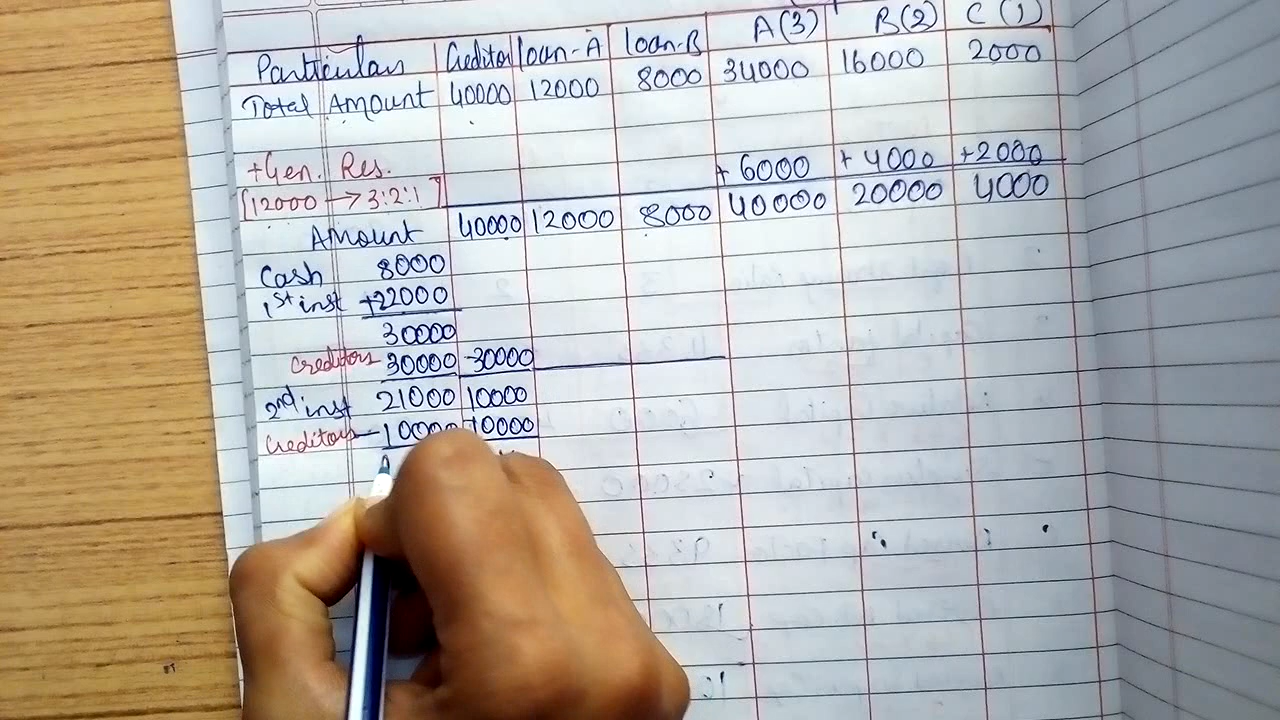 Particulars Creditor loan-A loan-B A(3) B(2) C(1)
Total Amount 40000 12000 8000 34000 16000 2000
+Gen. Res. + 6000 + 4000 +2000
[12000 → 3:2:1]
Amount 40000 12000 8000 40000 20000 4000
Cash 8000
1st inst +22000
30000
Creditors 30000 -30000
2nd inst 21000 10000
Creditors -10000 10000